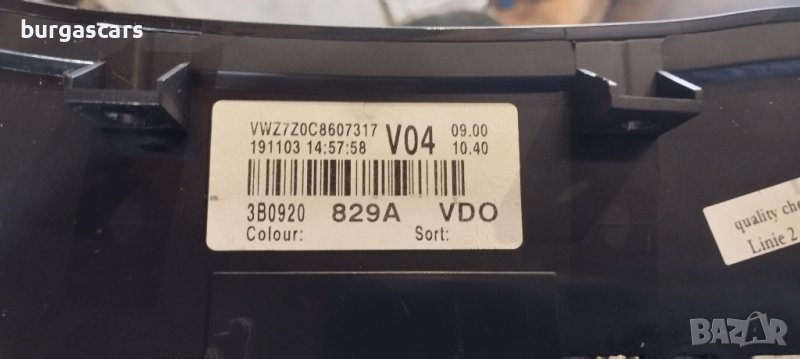 burgascars
VWZ7Z0C8607317 V04 09.00
191103 14:57:58 10.40
3B0920 829A VDO
Colour: Sort:
quality che
Linie 2
BAZAR